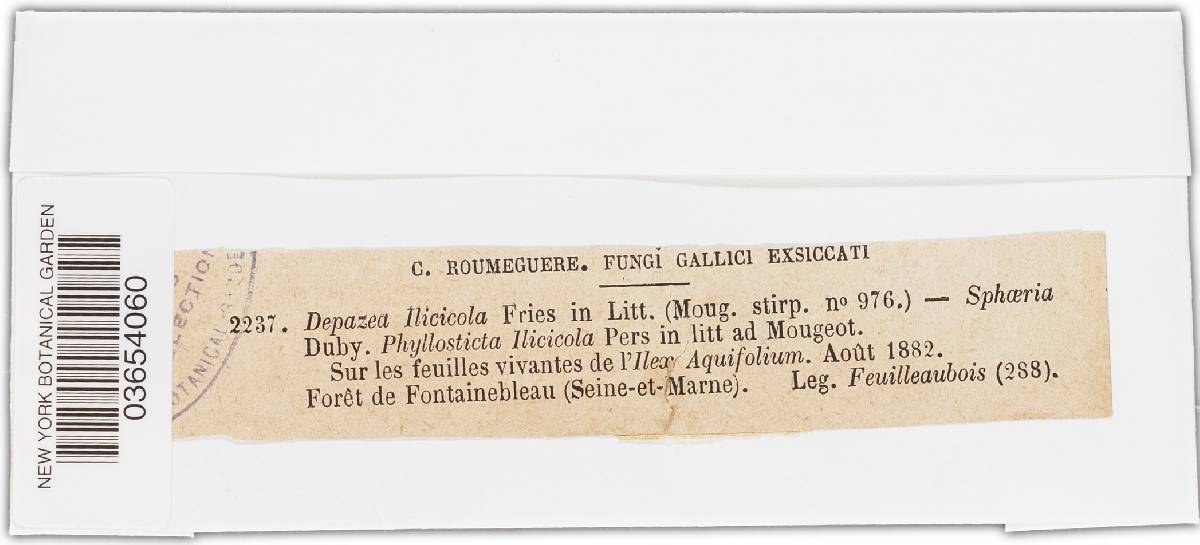 C. ROUMEGUERE. FUNGI GALLICI EXSICCATI
2237. Depazea Ilicicola Fries in Litt. (Moug. stirp. nº 976.) — Sphœria
Duby. Phyllosticta Ilicicola Pers in litt ad Mougeot.
Sur les feuilles vivantes de l'Ilex Aquifolium. Août 1882.
Forêt de Fontainebleau (Seine-et-Marne). Leg. Feuilleaubois (288).
NEW YORK BOTANICAL GARDEN
03654060